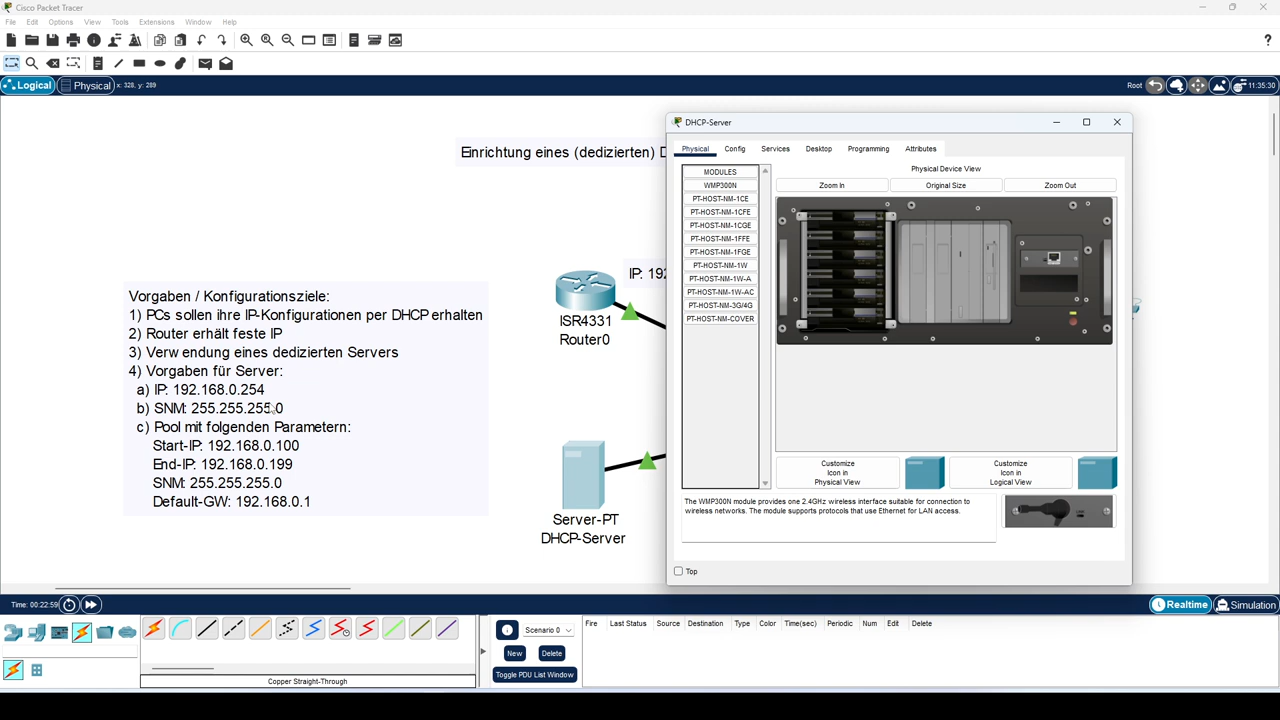 Cisco Packet Tracer
File Edit Options View Tools Extensions Window Help
Logical Physical x: 328, y: 289 Root 11:35:30
Einrichtung eines (dedizierten) D
ISR4331
Router0
IP: 192
Vorgaben / Konfigurationsziele:
1) PCs sollen ihre IP-Konfigurationen per DHCP erhalten
2) Router erhält feste IP
3) Verwendung eines dedizierten Servers
4) Vorgaben für Server:
a) IP: 192.168.0.254
b) SNM: 255.255.255.0
c) Pool mit folgenden Parametern:
Start-IP: 192.168.0.100
End-IP: 192.168.0.199
SNM: 255.255.255.0
Default-GW: 192.168.0.1
Server-PT
DHCP-Server
DHCP-Server
Physical Config Services Desktop Programming Attributes
MODULES
WMP300N
PT-HOST-NM-1CE
PT-HOST-NM-1CFE
PT-HOST-NM-1CGE
PT-HOST-NM-1FFE
PT-HOST-NM-1FGE
PT-HOST-NM-1W
PT-HOST-NM-1W-A
PT-HOST-NM-1W-AC
PT-HOST-NM-3G/4G
PT-HOST-NM-COVER
Physical Device View
Zoom In Original Size Zoom Out
Customize
Icon in
Physical View
Customize
Icon in
Logical View
The WMP300N module provides one 2.4GHz wireless interface suitable for connection to
wireless networks. The module supports protocols that use Ethernet for LAN access.
Top
Time: 00:22:59 Realtime Simulation
Scenario 0
New Delete
Toggle PDU List Window
Fire Last Status Source Destination Type Color Time(sec) Periodic Num Edit Delete
Copper Straight-Through